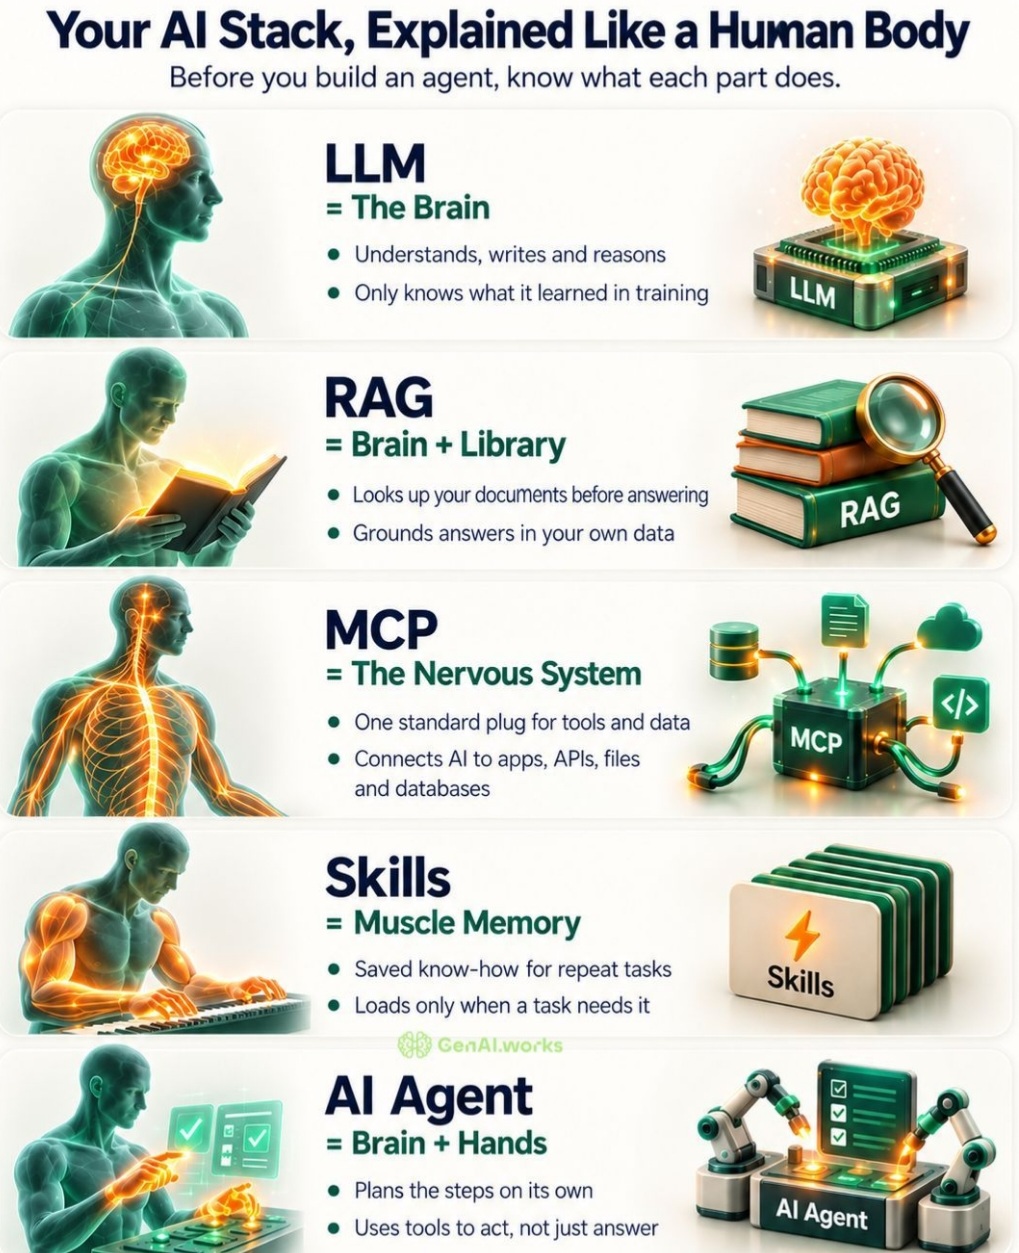 Your AI Stack, Explained Like a Human Body
Before you build an agent, know what each part does.
LLM
= The Brain
• Understands, writes and reasons
• Only knows what it learned in training
LLM
RAG
= Brain + Library
• Looks up your documents before answering
• Grounds answers in your own data
RAG
MCP
= The Nervous System
• One standard plug for tools and data
• Connects AI to apps, APIs, files
and databases
</>
MCP
Skills
= Muscle Memory
• Saved know-how for repeat tasks
• Loads only when a task needs it
Skills
GenAI.works
AI Agent
= Brain + Hands
• Plans the steps on its own
• Uses tools to act, not just answer
AI Agent